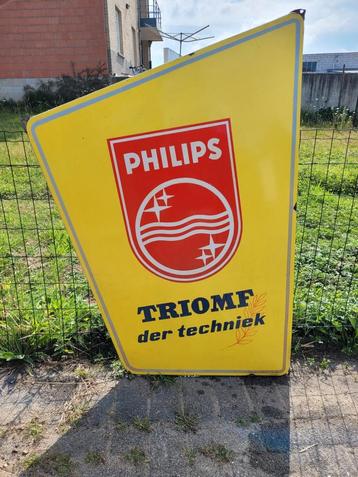 PHILIPS
TRIOMF
der techniek